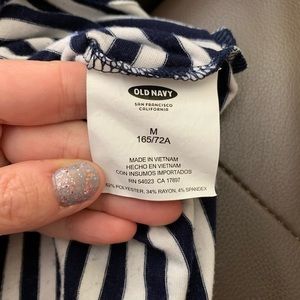 OLD NAVY
SAN FRANCISCO
CALIFORNIA
M
165/72A
MADE IN VIETNAM
HECHO EN VIETNAM
CON INSUMOS IMPORTADOS
RN 54023 CA 17897
62% POLYESTER, 34% RAYON, 4% SPANDEX